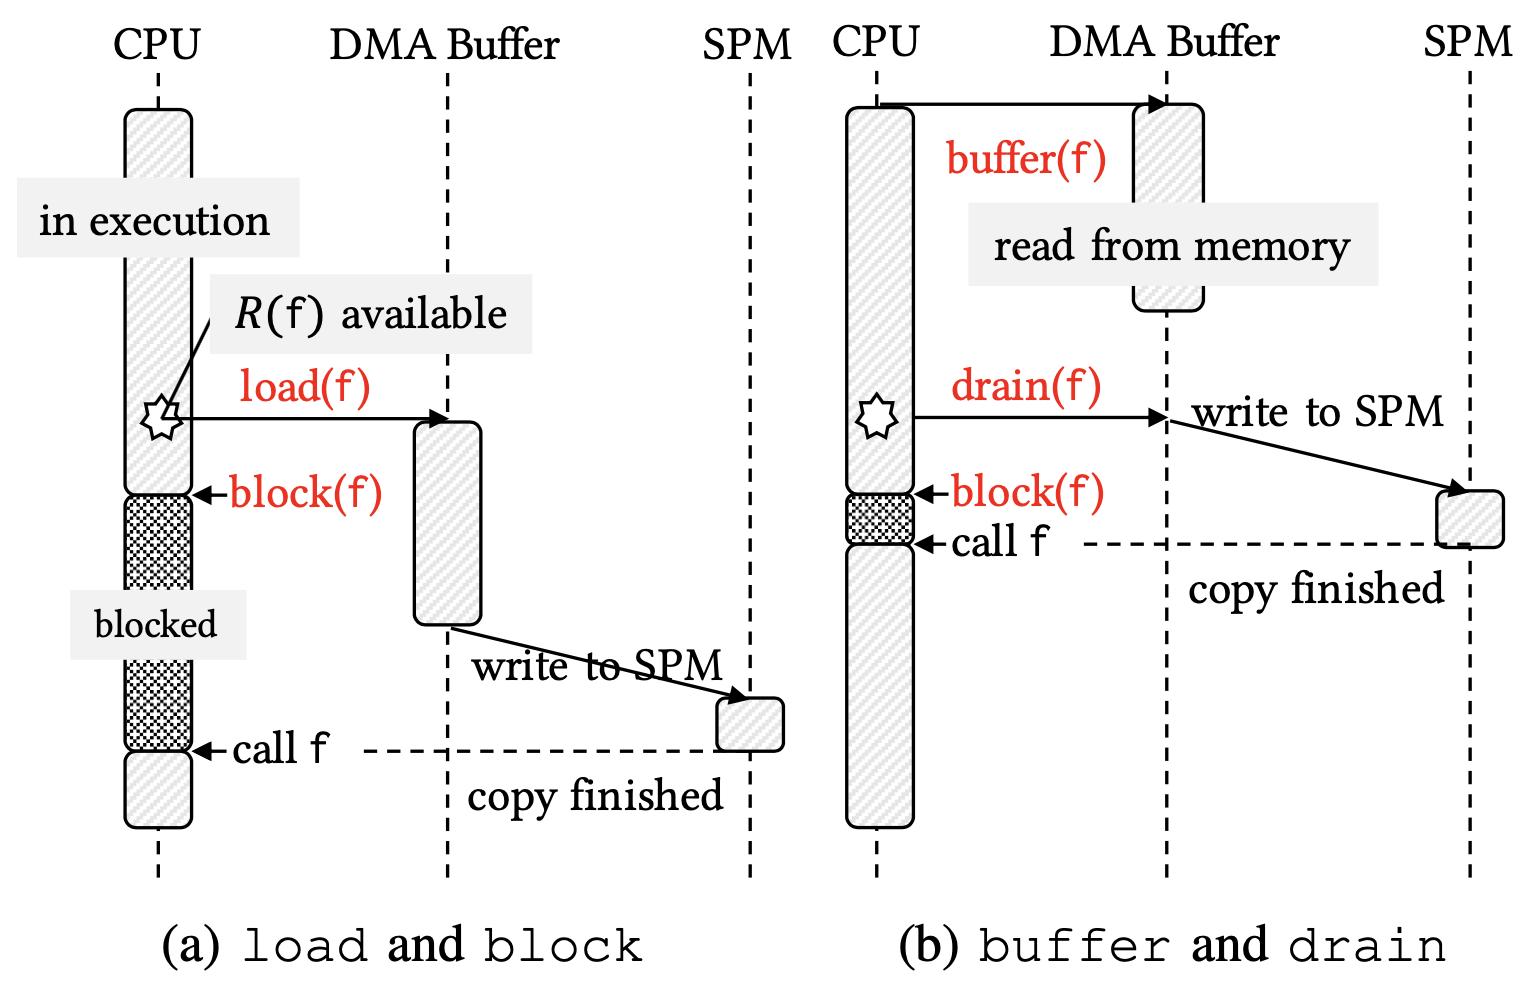 CPU
DMA Buffer
SPM
in execution
R(f) available
load(f)
block(f)
blocked
write to SPM
call f
copy finished
(a) load and block
CPU
DMA Buffer
SPM
buffer(f)
read from memory
drain(f)
write to SPM
block(f)
call f
copy finished
(b) buffer and drain